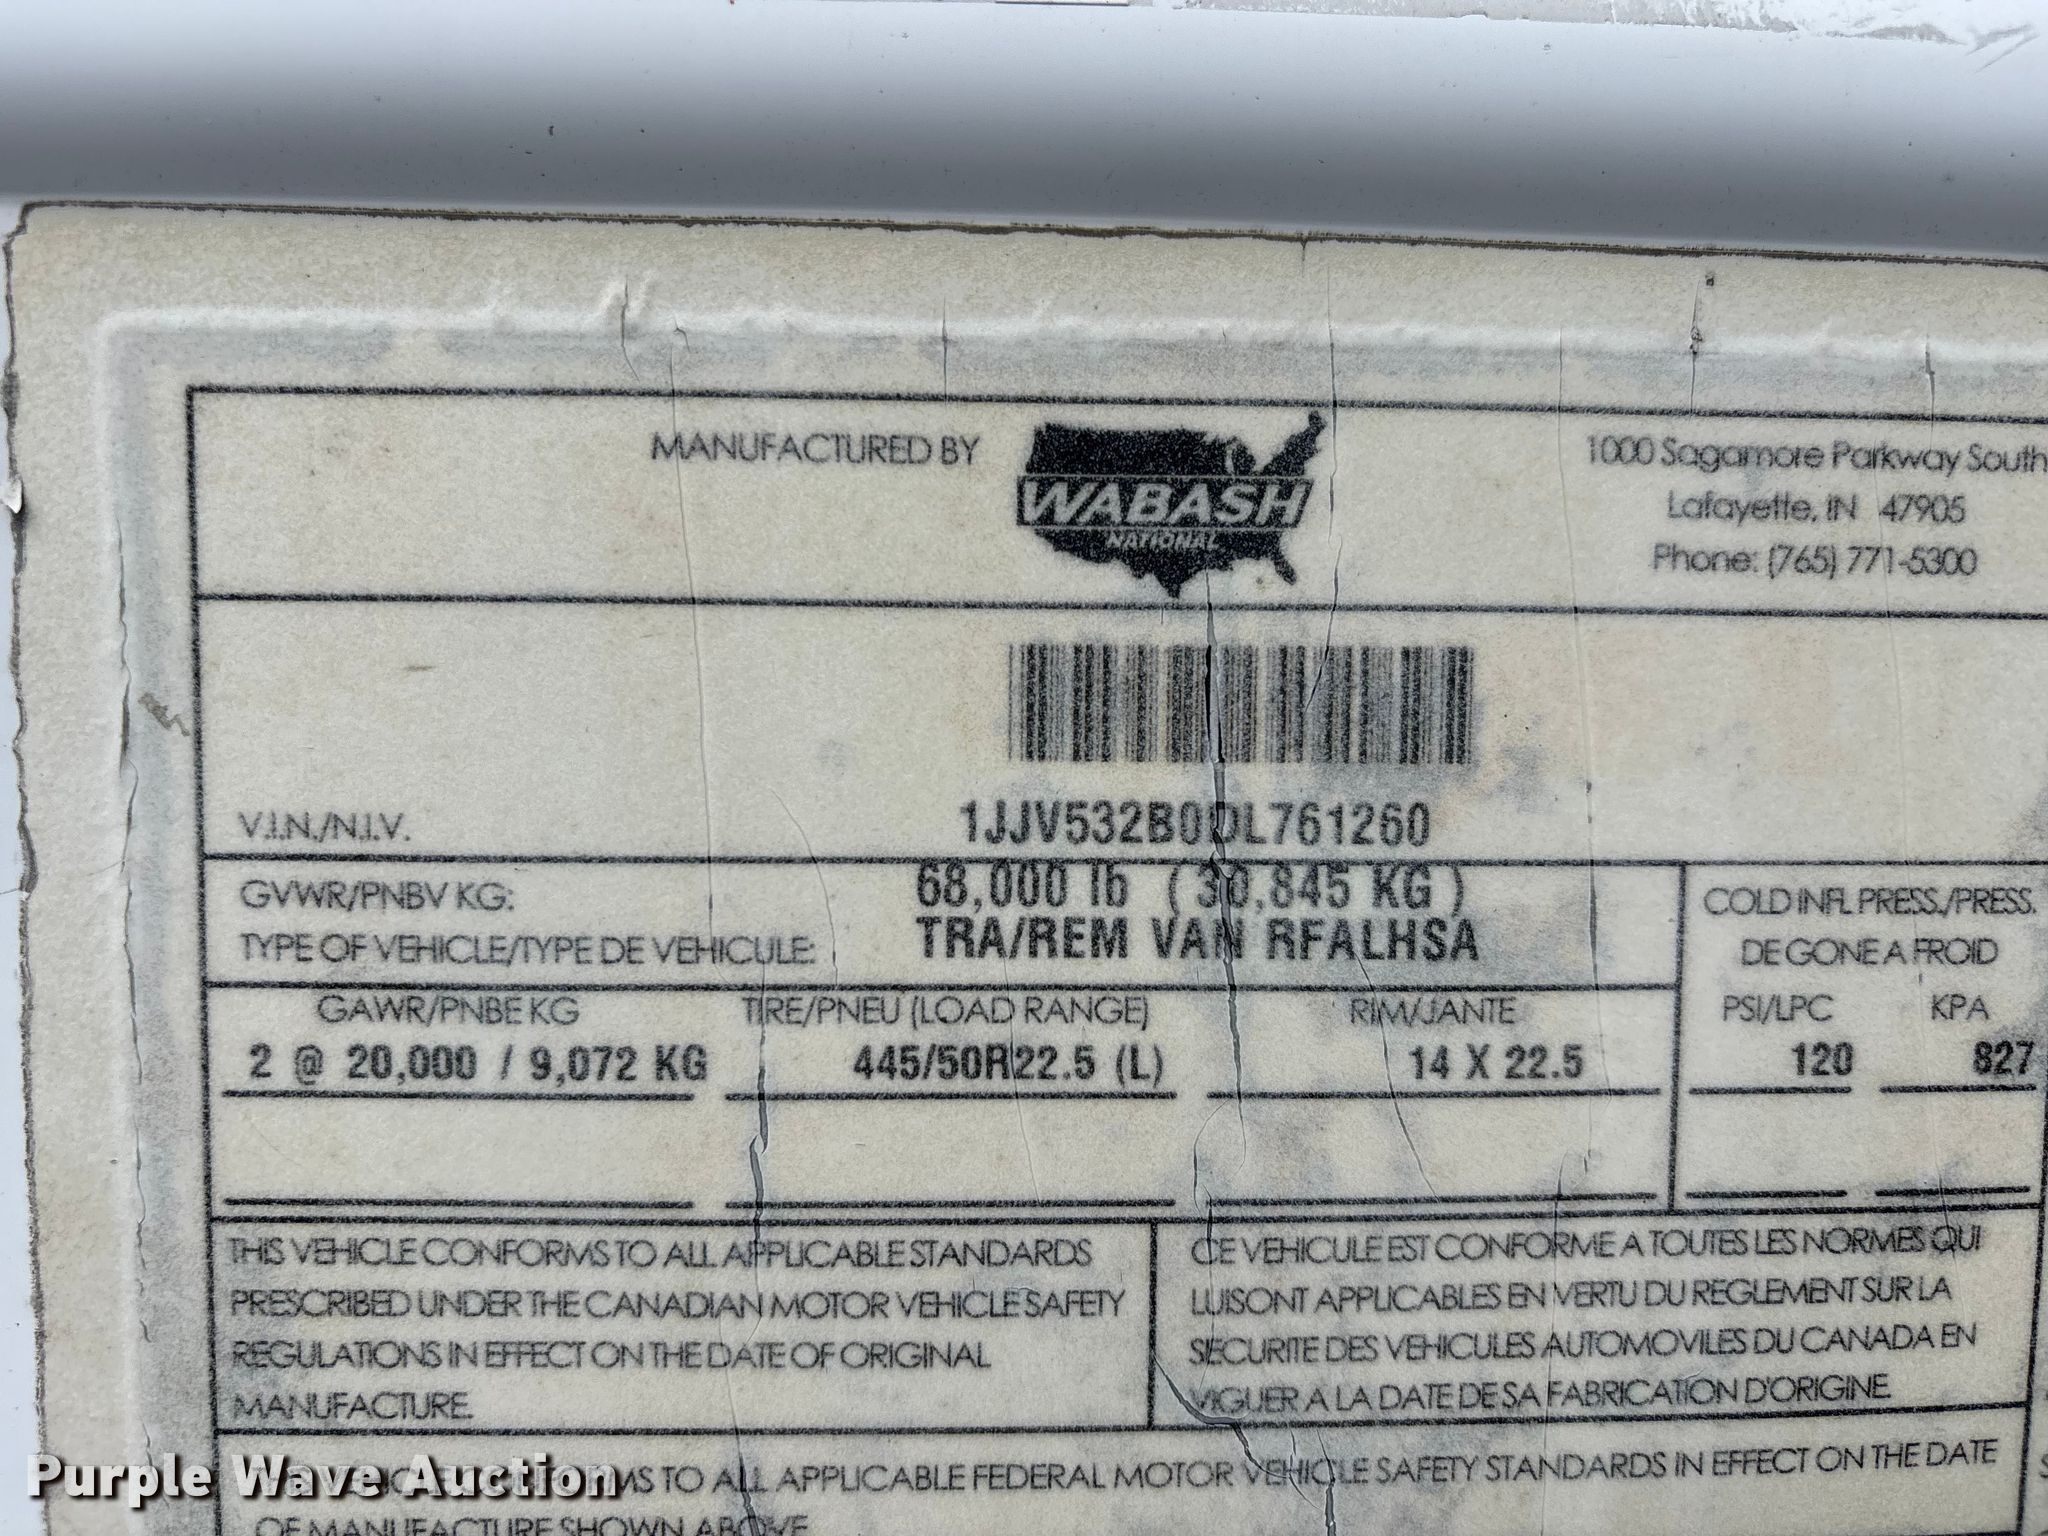 MANUFACTURED BY
WABASH
NATIONAL
1000 Sagamore Parkway South
Lafayette, IN 47905
Phone: (765) 771-5300
V.I.N./N.I.V. 1JJV532B0DL761260
GVWR/PNBV KG: 68,000 lb ( 30,845 KG )
TYPE OF VEHICLE/TYPE DE VEHICULE: TRA/REM VAN RFALHSA
COLD INFL PRESS./PRESS.
DE GONE A FROID
GAWR/PNBE KG TIRE/PNEU (LOAD RANGE) RIM/JANTE PSI/LPC KPA
2 @ 20,000 / 9,072 KG 445/50R22.5 (L) 14 X 22.5 120 827
THIS VEHICLE CONFORMS TO ALL APPLICABLE STANDARDS
PRESCRIBED UNDER THE CANADIAN MOTOR VEHICLE SAFETY
REGULATIONS IN EFFECT ON THE DATE OF ORIGINAL
MANUFACTURE.
CE VEHICULE EST CONFORME A TOUTES LES NORMES QUI
LUI SONT APPLICABLES EN VERTU DU REGLEMENT SUR LA
SECURITE DES VEHICULES AUTOMOVILES DU CANADA EN
VIGUER A LA DATE DE SA FABRICATION D'ORIGINE.
TO ALL APPLICABLE FEDERAL MOTOR VEHICLE SAFETY STANDARDS IN EFFECT ON THE DATE
OF MANUFACTURE SHOWN ABOVE
Purple Wave Auction